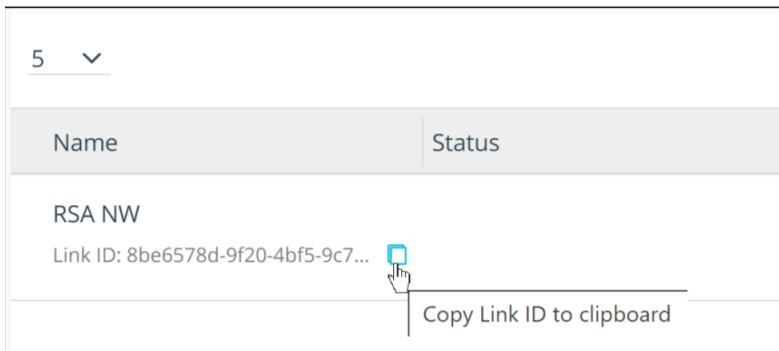 5
Name Status
RSA NW
Link ID: 8be6578d-9f20-4bf5-9c7...
Copy Link ID to clipboard